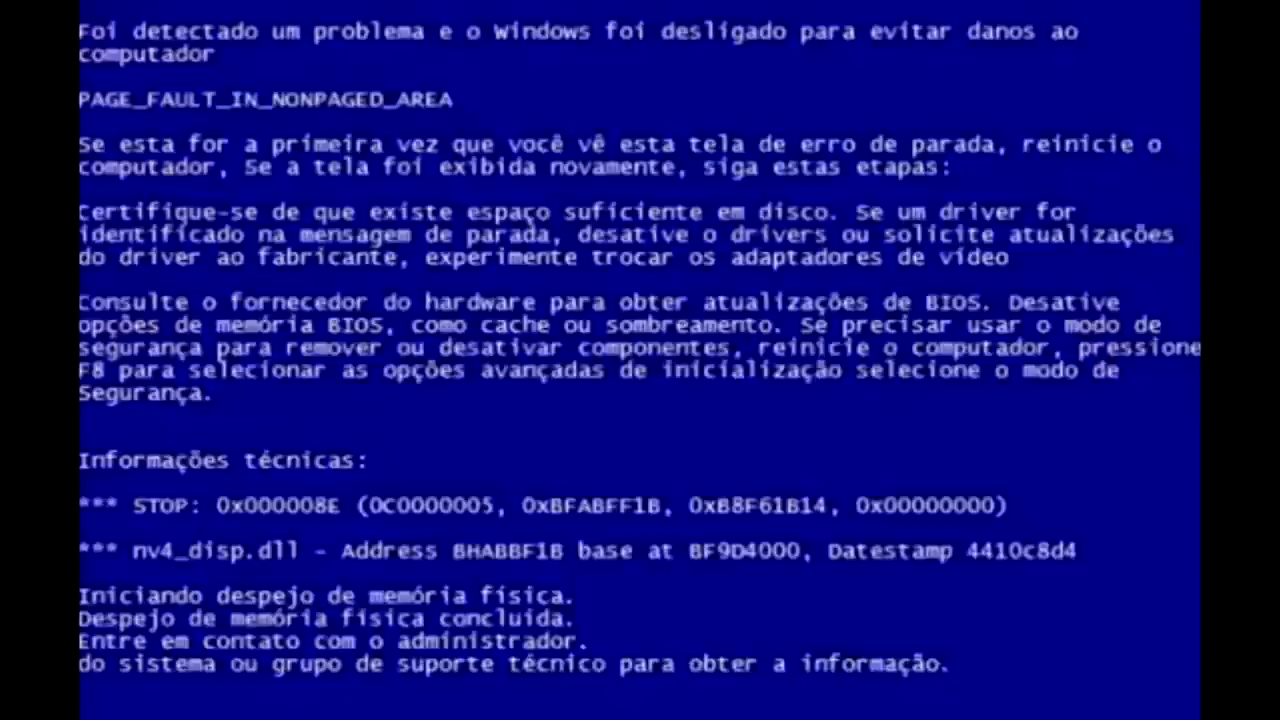 Foi detectado um problema e o Windows foi desligado para evitar danos ao
computador
PAGE_FAULT_IN_NONPAGED_AREA
Se esta for a primeira vez que você vê esta tela de erro de parada, reinicie o
computador, Se a tela foi exibida novamente, siga estas etapas:
Certifique-se de que existe espaço suficiente em disco. Se um driver for
identificado na mensagem de parada, desative o drivers ou solicite atualizações
do driver ao fabricante, experimente trocar os adaptadores de vídeo
Consulte o fornecedor do hardware para obter atualizações de BIOS. Desative
opções de memória BIOS, como cache ou sombreamento. Se precisar usar o modo de
segurança para remover ou desativar componentes, reinicie o computador, pressione
F8 para selecionar as opções avançadas de inicialização selecione o modo de
Segurança.
Informações técnicas:
*** STOP: 0x000008E (0C0000005, 0xBFABFF1B, 0xB8F61B14, 0x00000000)
*** nv4_disp.dll - Address BHABBF1B base at BF9D4000, Datestamp 4410c8d4
Iniciando despejo de memória física.
Despejo de memória física concluída.
Entre em contato com o administrador.
do sistema ou grupo de suporte técnico para obter a informação.